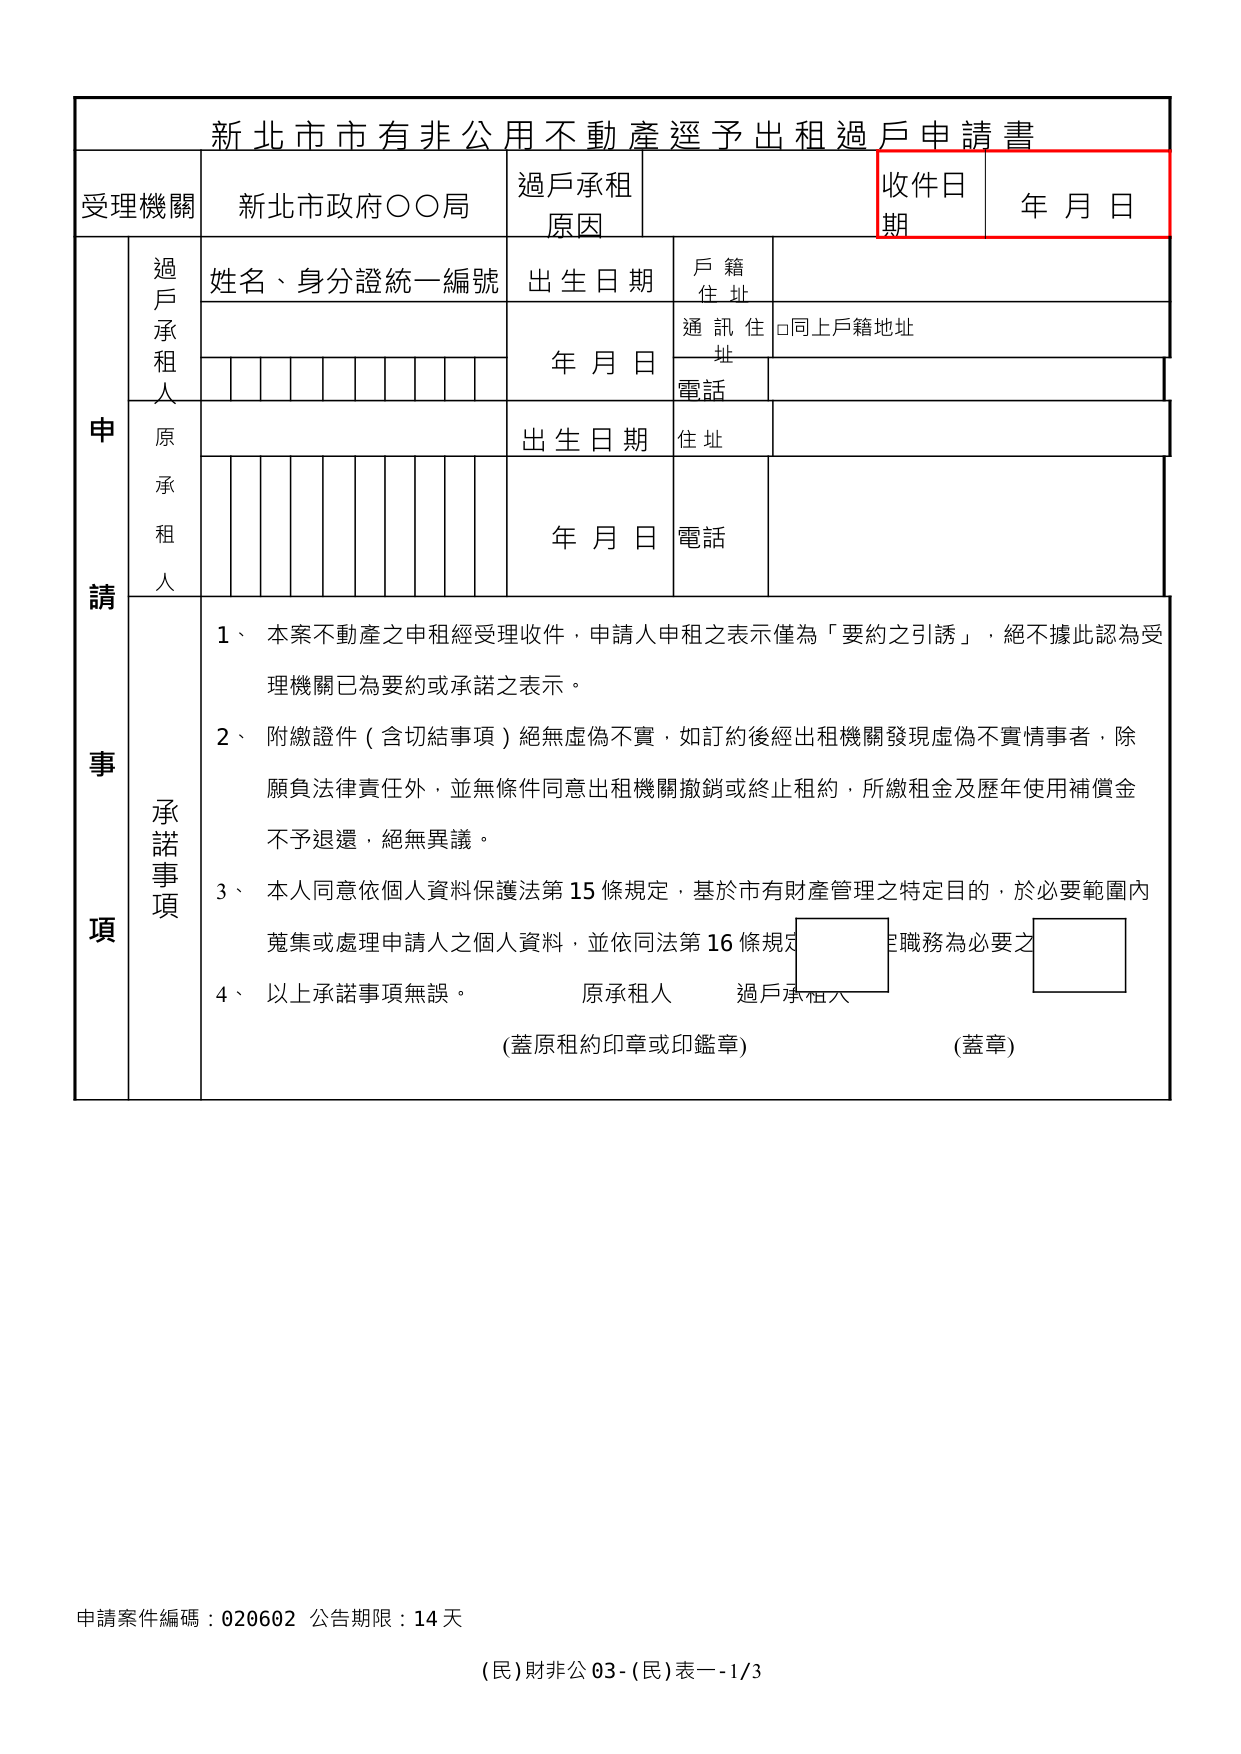 新北市市有非公用不動產逕予出租過戶申請書
受理機關 新北市政府〇〇局 過戶承租原因 收件日期 年 月 日
申請事項
過戶承租人
姓名、身分證統一編號 出生日期 戶籍住址
年 月 日 通訊住址 □同上戶籍地址
電話
原承租人
出生日期 住址
年 月 日 電話
承諾事項
1、 本案不動產之申租經受理收件，申請人申租之表示僅為「要約之引誘」，絕不據此認為受
理機關已為要約或承諾之表示。
2、 附繳證件(含切結事項)絕無虛偽不實，如訂約後經出租機關發現虛偽不實情事者，除
願負法律責任外，並無條件同意出租機關撤銷或終止租約，所繳租金及歷年使用補償金
不予退還，絕無異議。
3、 本人同意依個人資料保護法第15條規定，基於市有財產管理之特定目的，於必要範圍內
蒐集或處理申請人之個人資料，並依同法第16條規定 職務為必要之
4、 以上承諾事項無誤。 原承租人 過戶承租人
(蓋原租約印章或印鑑章) (蓋章)
申請案件編碼：020602 公告期限：14天
(民)財非公03-(民)表一-1/3